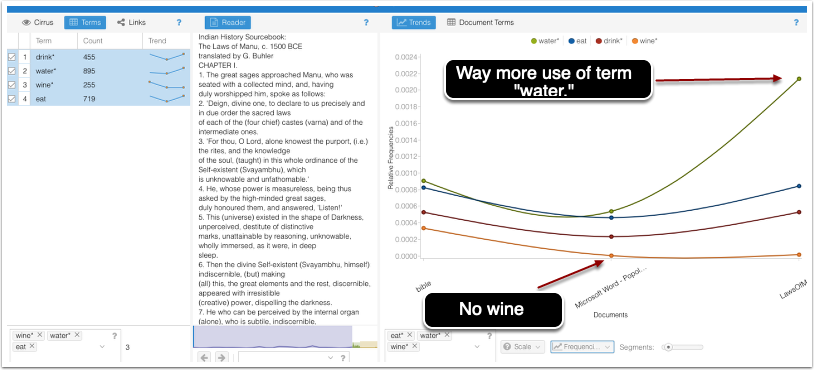 Cirrus Terms Links ?
Reader ?
Trends Document Terms ?
Term Count Trend
1 drink* 455
2 water* 895
3 wine* 255
4 eat 719
Indian History Sourcebook:
The Laws of Manu, c. 1500 BCE
translated by G. Buhler
CHAPTER I.
1. The great sages approached Manu, who was
seated with a collected mind, and, having
duly worshipped him, spoke as follows:
2. 'Deign, divine one, to declare to us precisely and
in due order the sacred laws
of each of the (four chief) castes (varna) and of the
intermediate ones.
3. 'For thou, O Lord, alone knowest the purport, (i.e.)
the rites, and the knowledge
of the soul, (taught) in this whole ordinance of the
Self-existent (Svayambhu), which
is unknowable and unfathomable.'
4. He, whose power is measureless, being thus
asked by the high-minded great sages,
duly honoured them, and answered, 'Listen!'
5. This (universe) existed in the shape of Darkness,
unperceived, destitute of distinctive
marks, unattainable by reasoning, unknowable,
wholly immersed, as it were, in deep
sleep.
6. Then the divine Self-existent (Svayambhu, himself)
indiscernible, (but) making
(all) this, the great elements and the rest, discernible,
appeared with irresistible
(creative) power, dispelling the darkness.
7. He who can be perceived by the internal organ
(alone), who is subtile, indiscernible,
water* eat drink* wine*
Relative Frequencies
0.0024
0.0022
0.0020
0.0018
0.0016
0.0014
0.0012
0.0010
0.0008
0.0006
0.0004
0.0002
0.0000
Way more use of term
"water."
No wine
bible
Microsoft Word - Popol...
LawsOfM
Documents
wine* × water* × ?
eat × 3
?
eat* × water* ×
wine* ×
? Scale Frequenci... Segments: